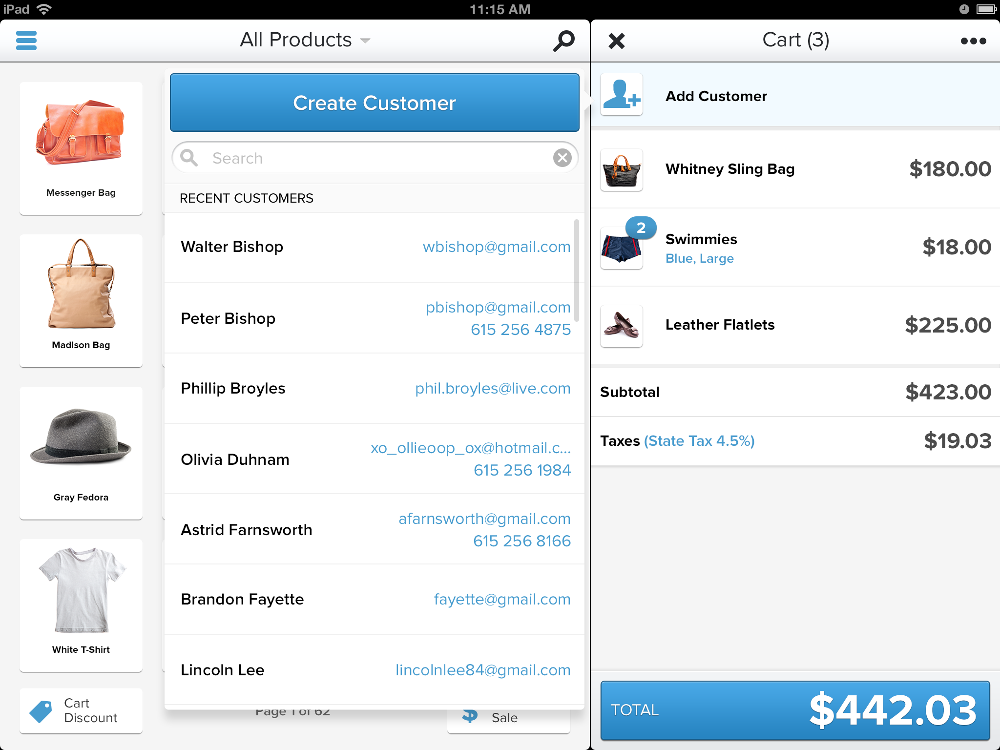 iPad
11:15 AM
All Products
Messenger Bag
Madison Bag
Gray Fedora
White T-Shirt
Cart
Discount
Create Customer
Search
RECENT CUSTOMERS
Walter Bishop wbishop@gmail.com
Peter Bishop pbishop@gmail.com
615 256 4875
Phillip Broyles phil.broyles@live.com
Olivia Duhnam xo_ollieoop_ox@hotmail.c...
615 256 1984
Astrid Farnsworth afarnsworth@gmail.com
615 256 8166
Brandon Fayette fayette@gmail.com
Lincoln Lee lincolnlee84@gmail.com
Page 1 of 62
$ Sale
Cart (3)
Add Customer
Whitney Sling Bag $180.00
2
Swimmies $18.00
Blue, Large
Leather Flatlets $225.00
Subtotal $423.00
Taxes (State Tax 4.5%) $19.03
TOTAL $442.03